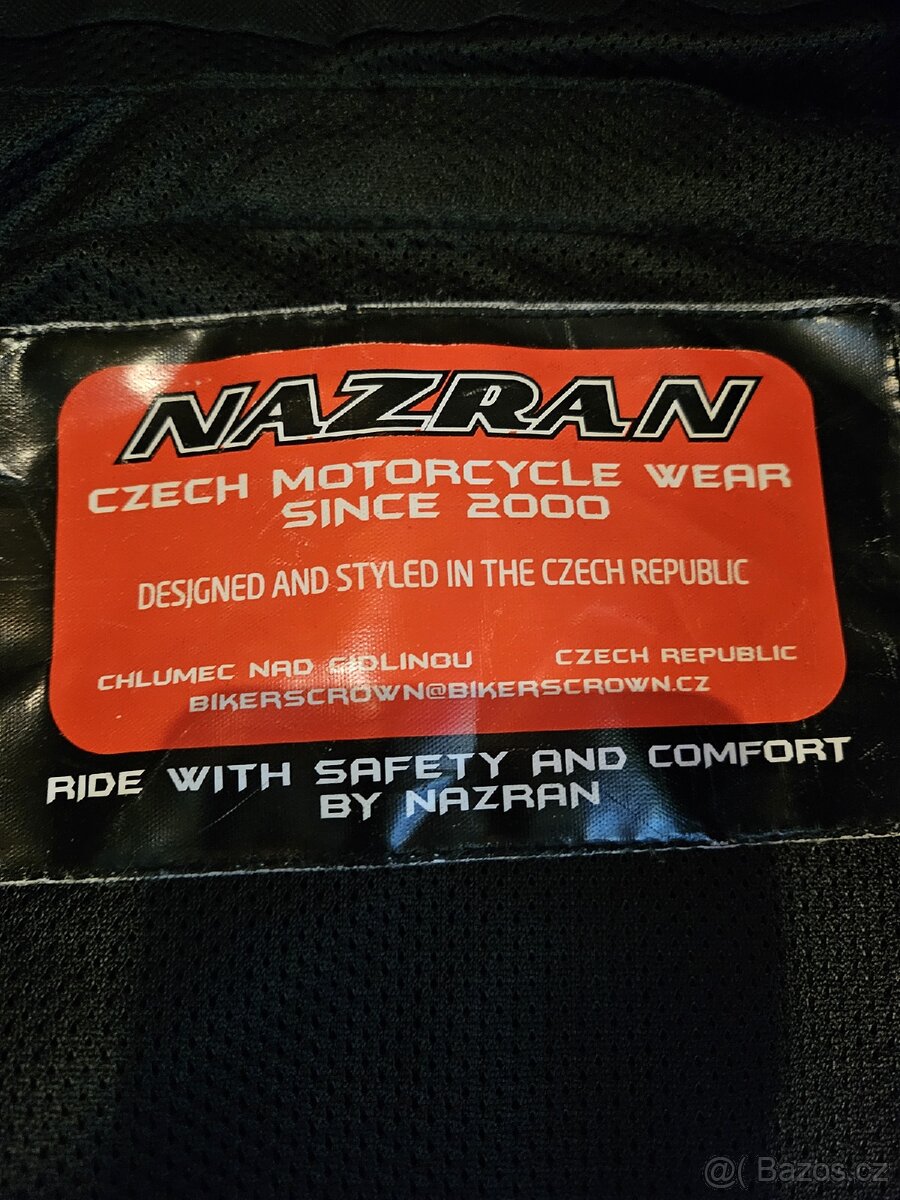 NAZRAN
CZECH MOTORCYCLE WEAR
SINCE 2000
DESIGNED AND STYLED IN THE CZECH REPUBLIC
CHLUMEC NAD CIDLINOU CZECH REPUBLIC
BIKERSCROWN@BIKERSCROWN.CZ
RIDE WITH SAFETY AND COMFORT
BY NAZRAN
@( Bazos.cz